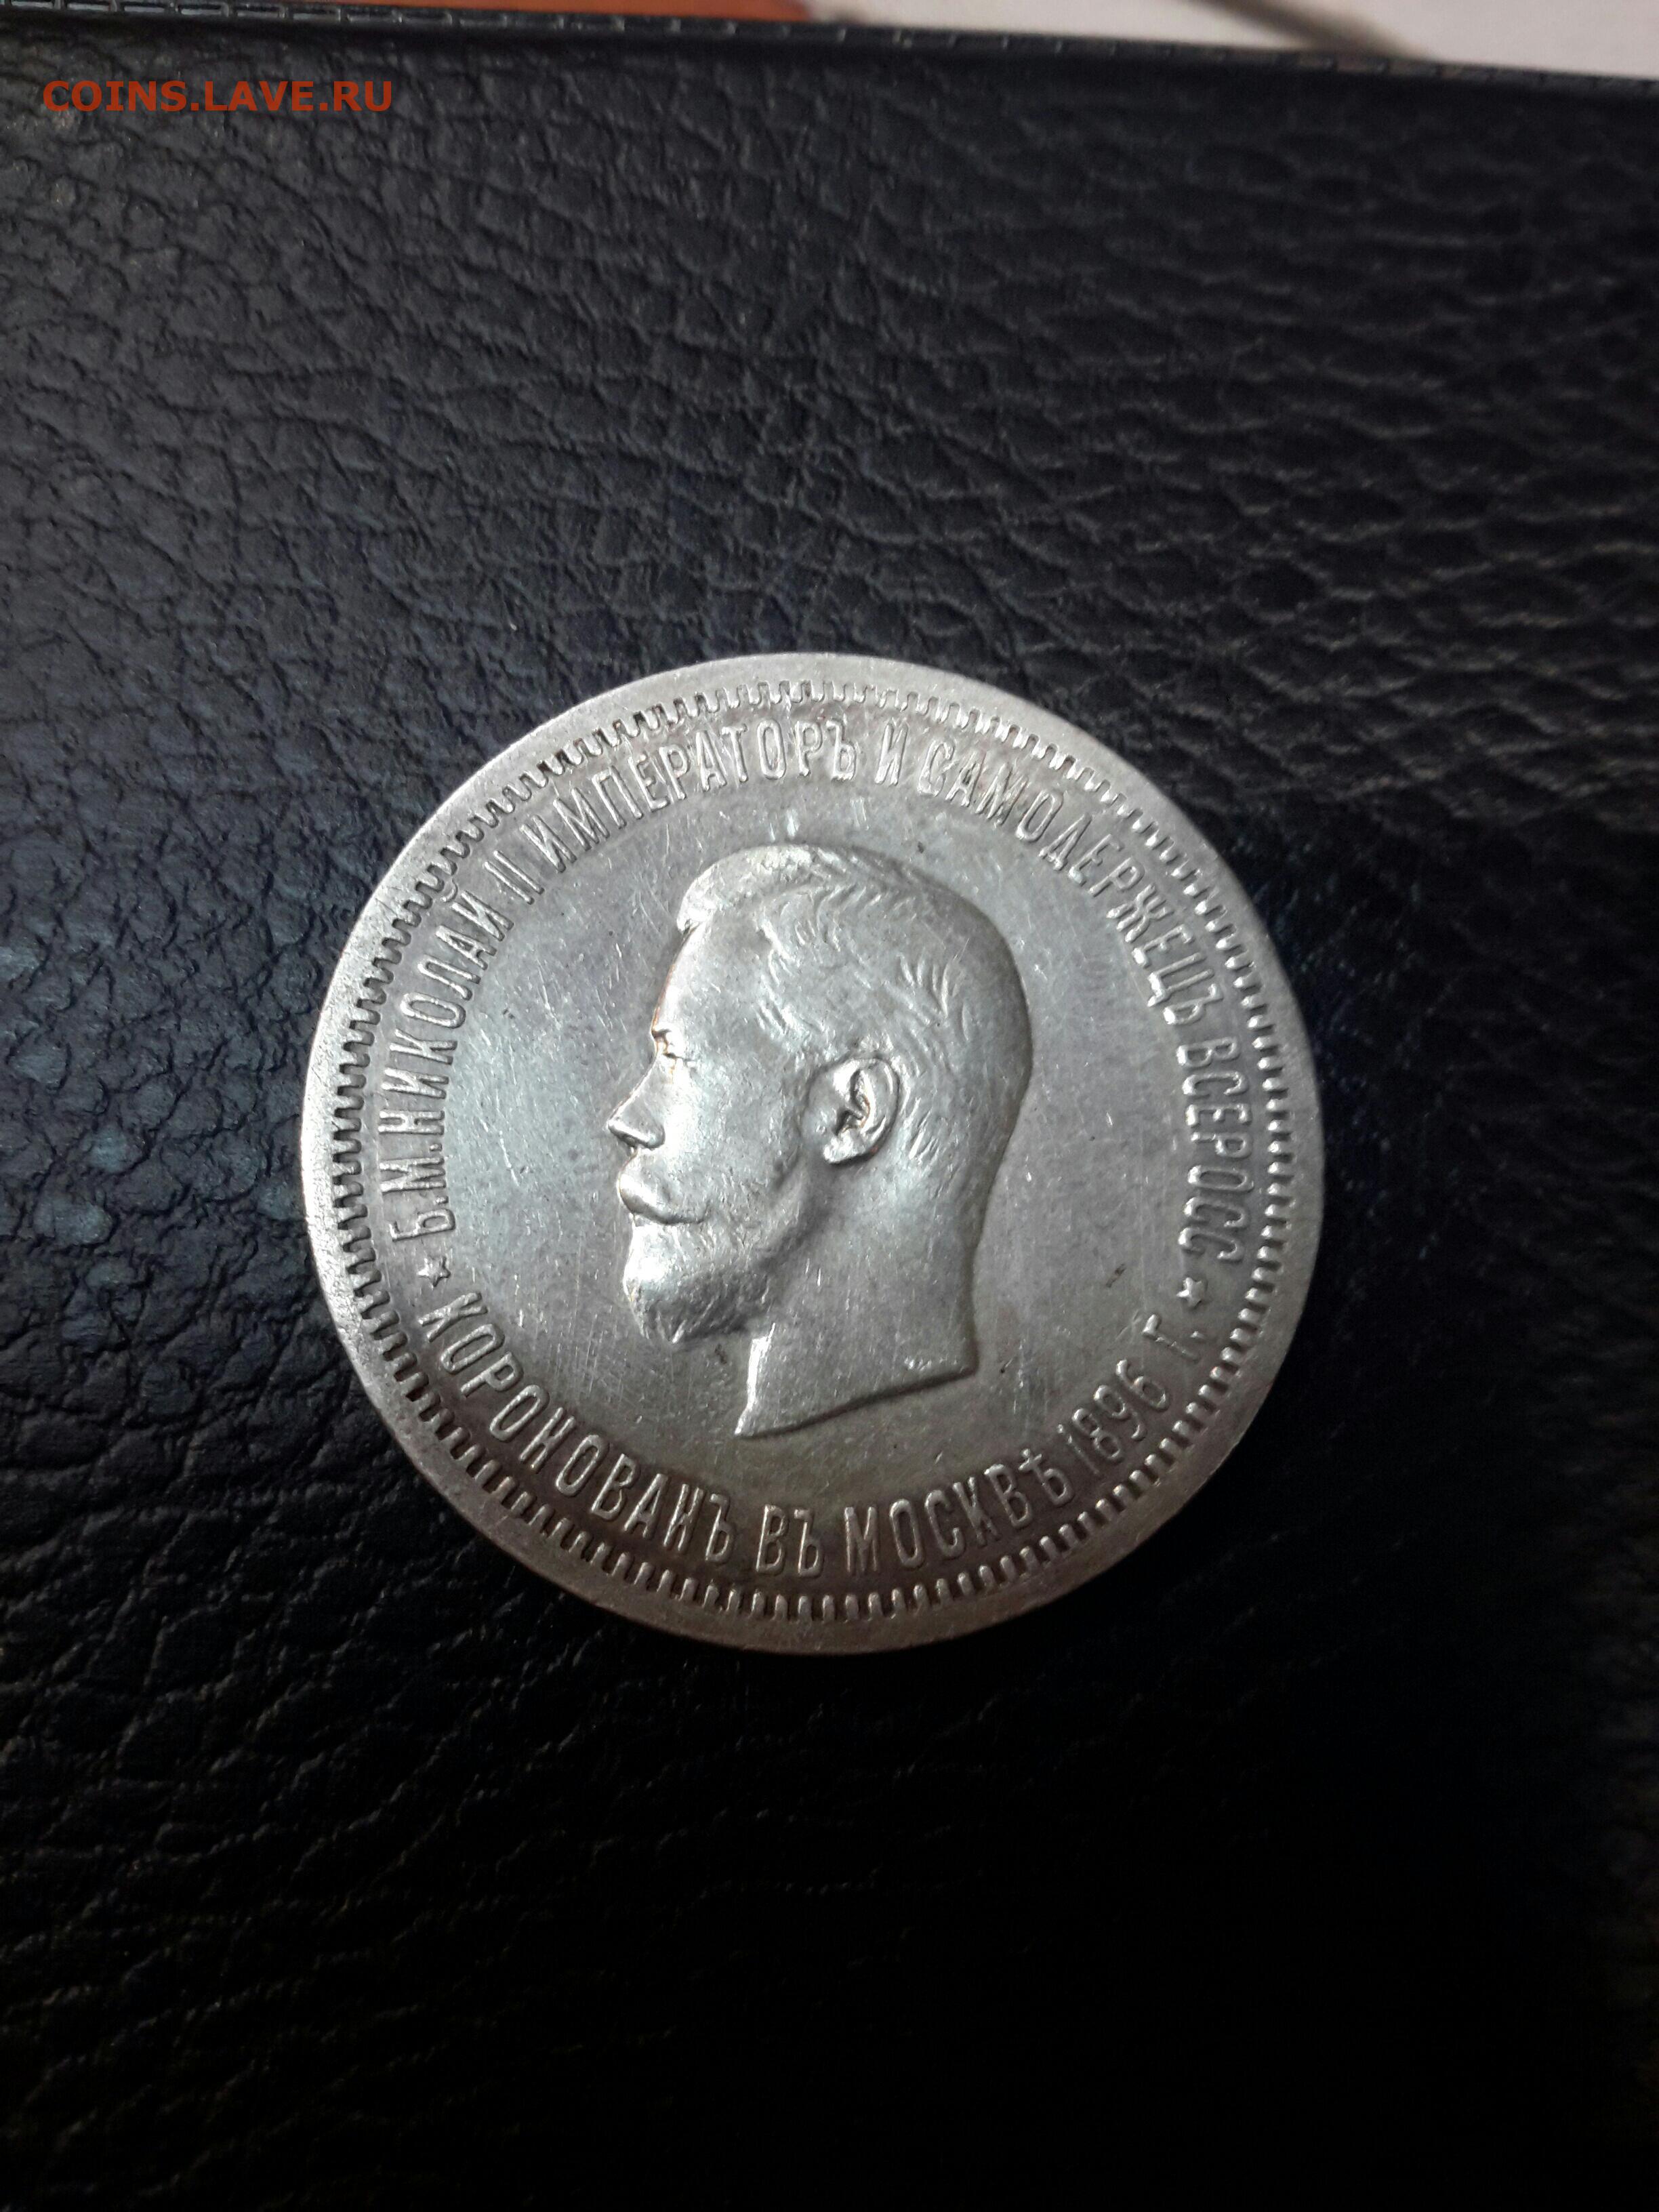 COINS.LAVE.RU
Б.М.НИКОЛАЙ II ИМПЕРАТОРЪ И САМОДЕРЖЕЦЪ ВСЕРОСС.
КОРОНОВАНЪ ВЪ МОСКВѢ 1896 Г.